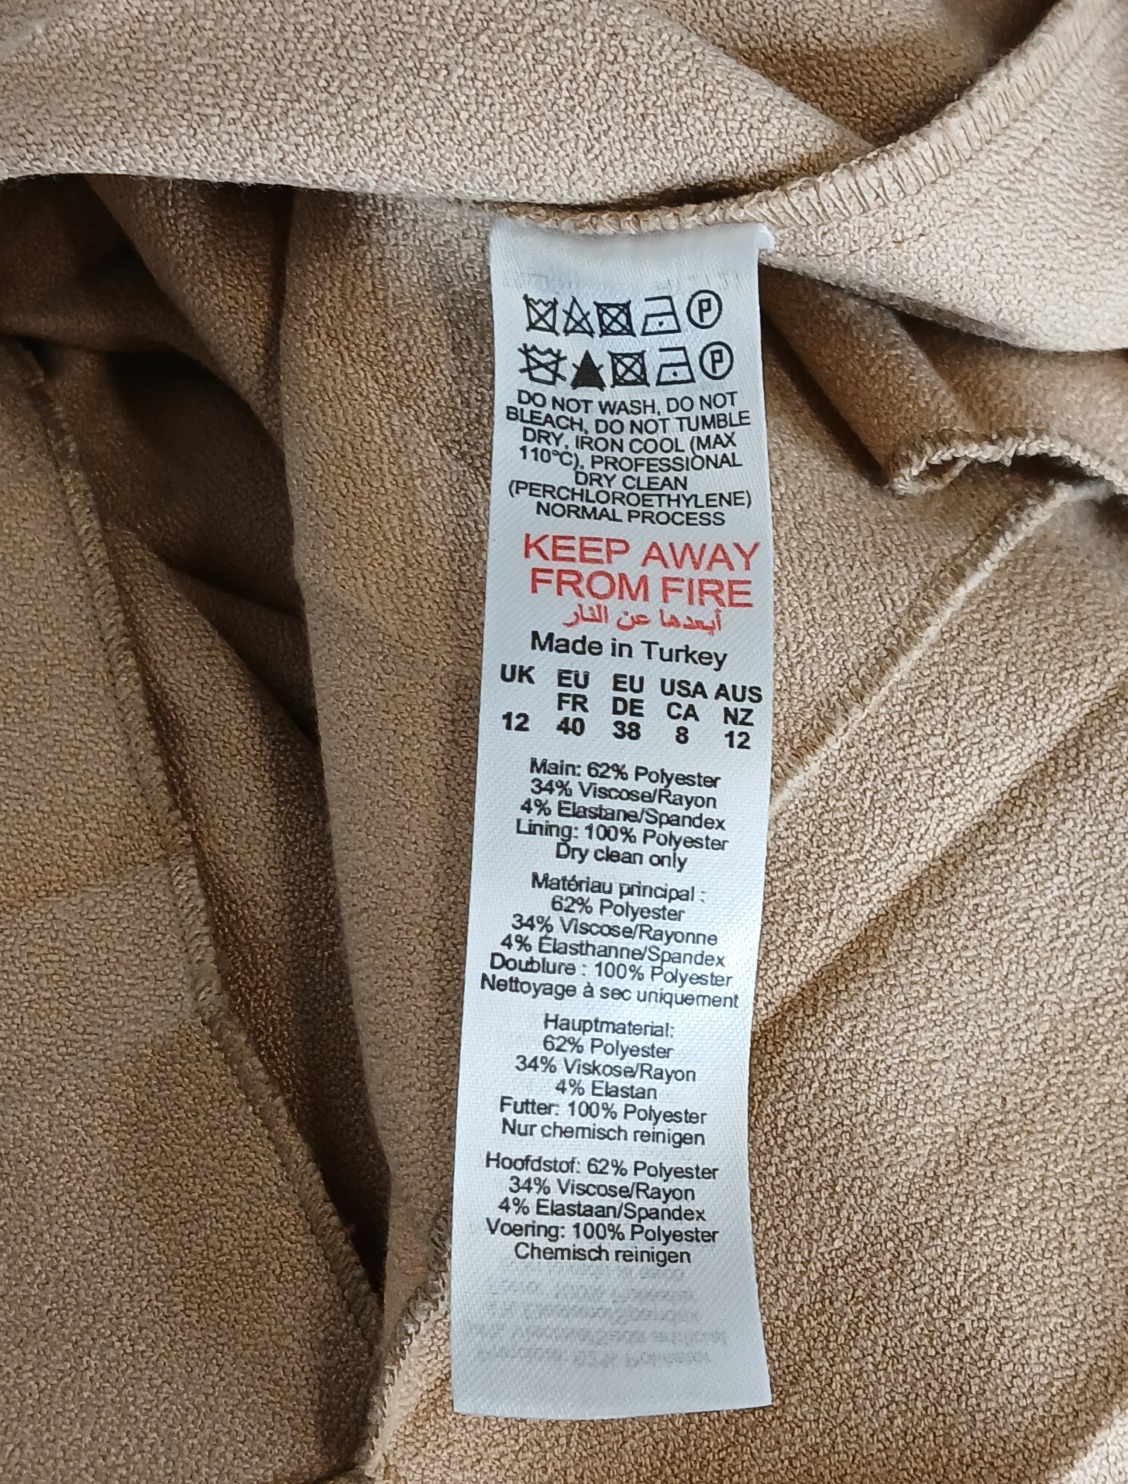 P
P
DO NOT WASH, DO NOT
BLEACH, DO NOT TUMBLE
DRY, IRON COOL (MAX
110°C), PROFESSIONAL
DRY CLEAN
(PERCHLOROETHYLENE)
NORMAL PROCESS
KEEP AWAY
FROM FIRE
أبعدها عن النار
Made in Turkey
UK EU EU USA AUS
FR DE CA NZ
12 40 38 8 12
Main: 62% Polyester
34% Viscose/Rayon
4% Elastane/Spandex
Lining: 100% Polyester
Dry clean only
Matériau principal :
62% Polyester
34% Viscose/Rayonne
4% Élasthanne/Spandex
Doublure : 100% Polyester
Nettoyage à sec uniquement
Hauptmaterial:
62% Polyester
34% Viskose/Rayon
4% Elastan
Futter: 100% Polyester
Nur chemisch reinigen
Hoofdstof: 62% Polyester
34% Viscose/Rayon
4% Elastaan/Spandex
Voering: 100% Polyester
Chemisch reinigen